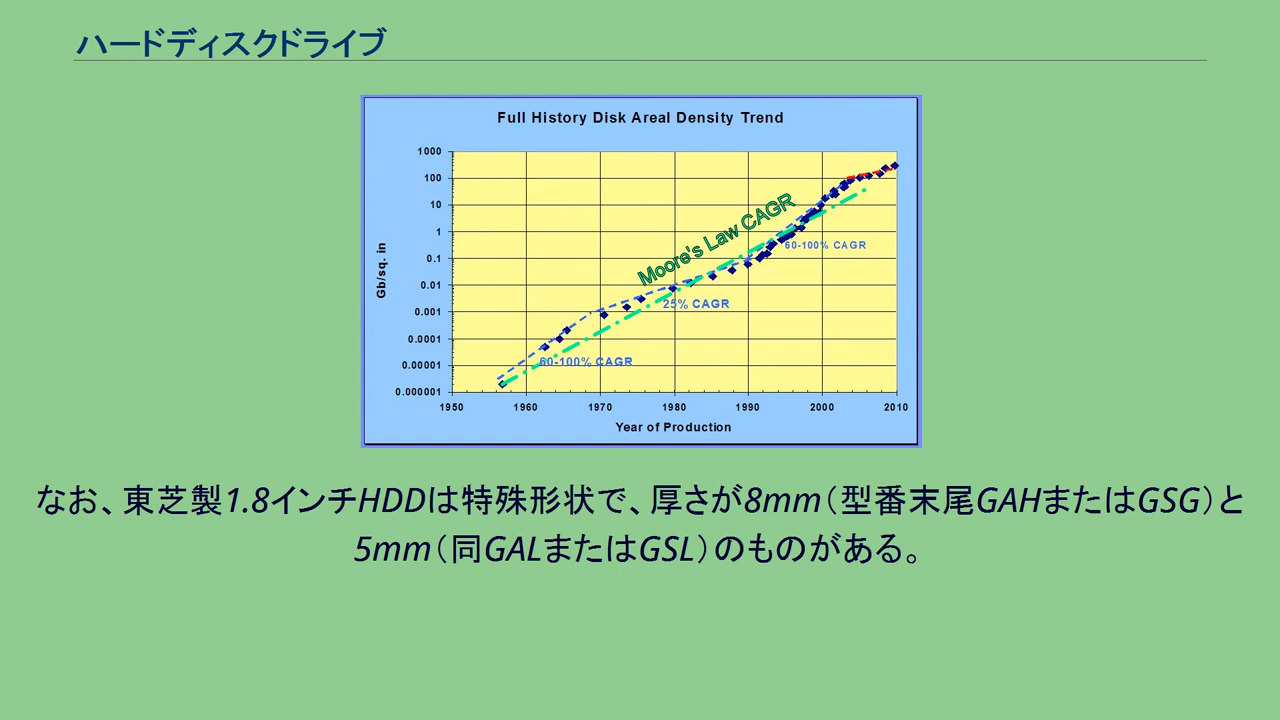 ハードディスクドライブ
Full History Disk Areal Density Trend
1000
100
10
1
0.1
0.01
0.001
0.0001
0.00001
0.000001
Gb/sq. in
Moore's Law CAGR
60-100% CAGR
25% CAGR
60-100% CAGR
1950 1960 1970 1980 1990 2000 2010
Year of Production
なお、東芝製1.8インチHDDは特殊形状で、厚さが8mm（型番末尾GAHまたはGSG）と
5mm（同GALまたはGSL）のものがある。